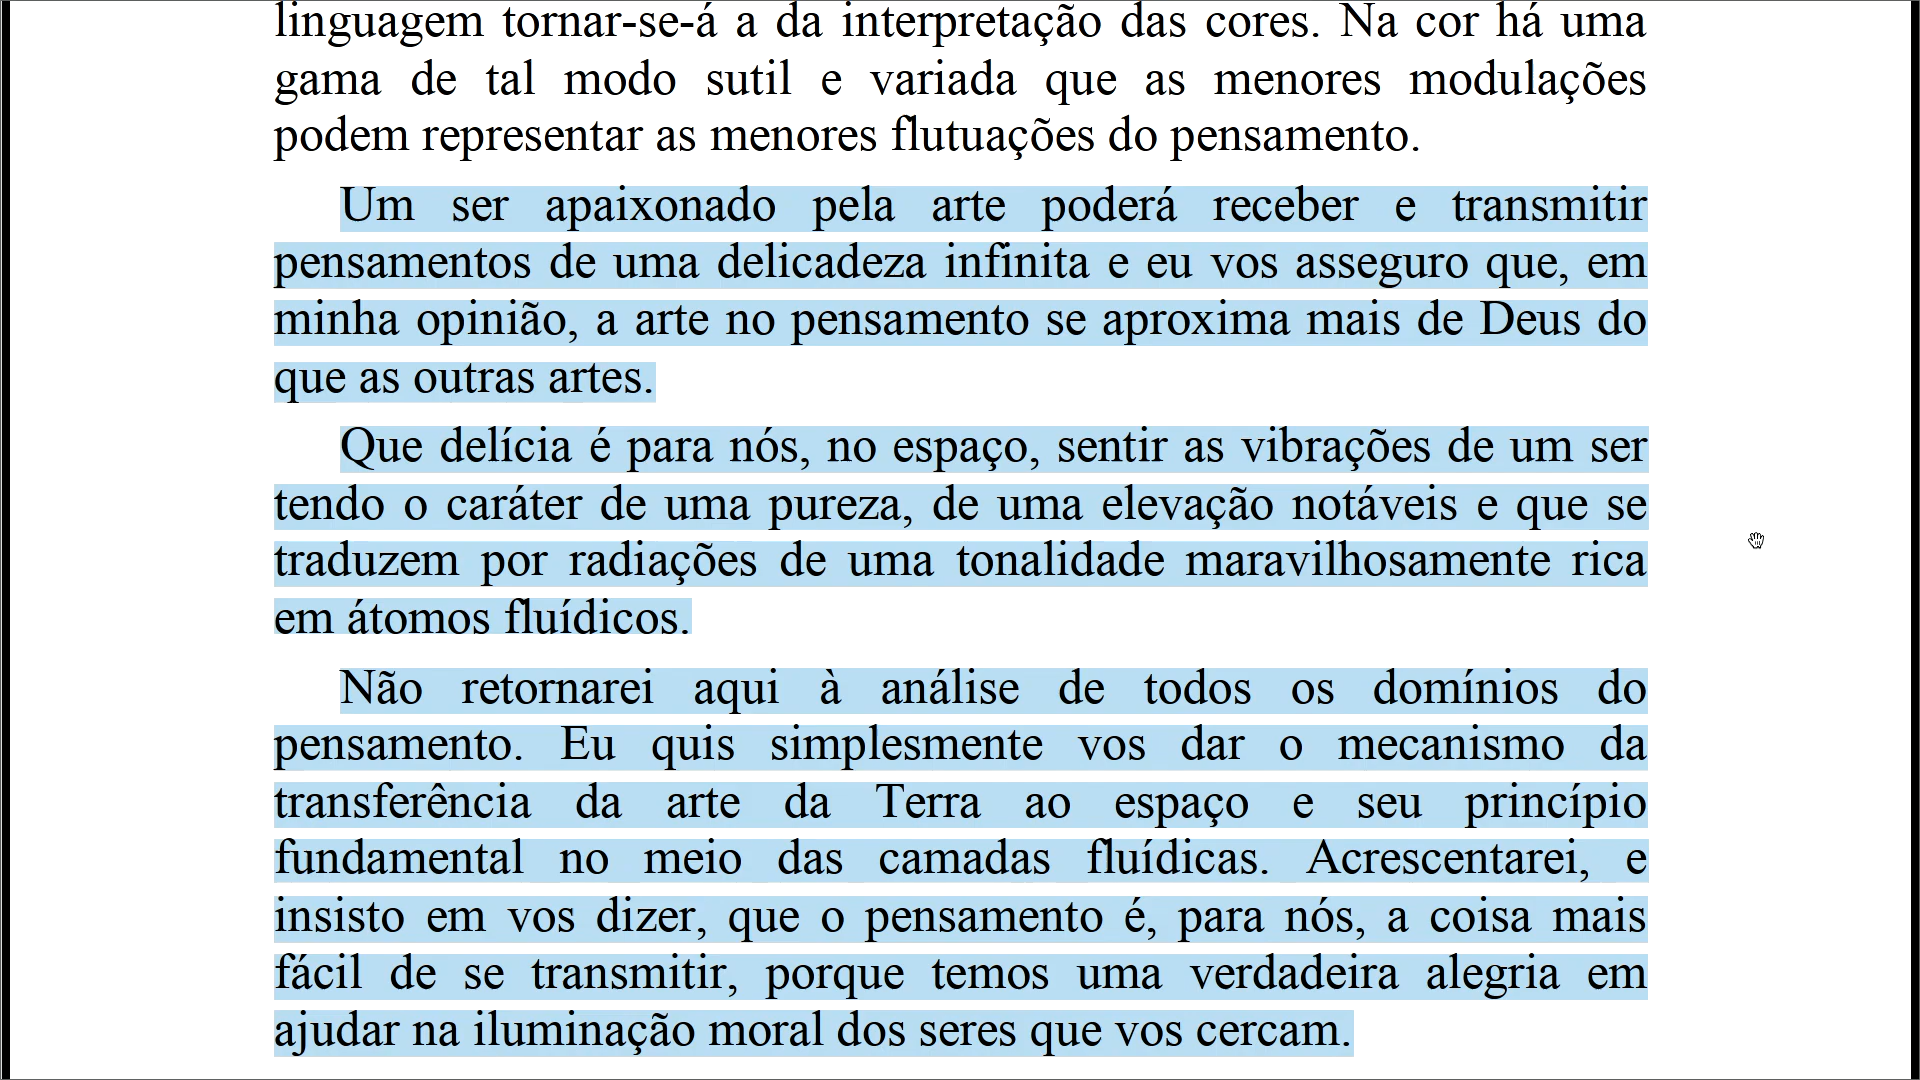 linguagem tornar-se-á a da interpretação das cores. Na cor há uma
gama de tal modo sutil e variada que as menores modulações
podem representar as menores flutuações do pensamento.
Um ser apaixonado pela arte poderá receber e transmitir
pensamentos de uma delicadeza infinita e eu vos asseguro que, em
minha opinião, a arte no pensamento se aproxima mais de Deus do
que as outras artes.
Que delícia é para nós, no espaço, sentir as vibrações de um ser
tendo o caráter de uma pureza, de uma elevação notáveis e que se
traduzem por radiações de uma tonalidade maravilhosamente rica
em átomos fluídicos.
Não retornarei aqui à análise de todos os domínios do
pensamento. Eu quis simplesmente vos dar o mecanismo da
transferência da arte da Terra ao espaço e seu princípio
fundamental no meio das camadas fluídicas. Acrescentarei, e
insisto em vos dizer, que o pensamento é, para nós, a coisa mais
fácil de se transmitir, porque temos uma verdadeira alegria em
ajudar na iluminação moral dos seres que vos cercam.